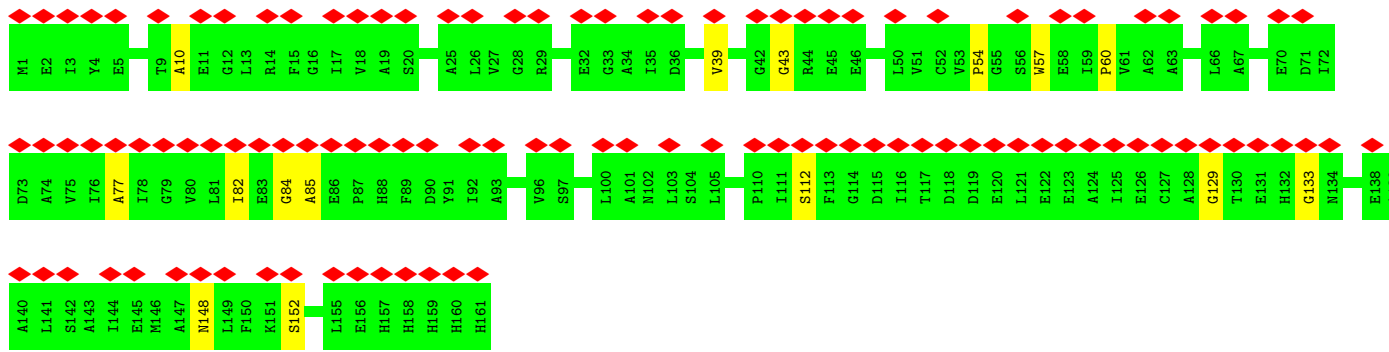 M1 E2 I3 Y4 E5 T9 A10 E11 G12 L13 R14 F15 G16 I17 V18 A19 S20 A25 L26 V27 G28 R29 E32 G33 A34 I35 D36 V39 G42 G43 R44 E45 E46 L50 V51 C52 V53 P54 G55 S56 W57 E58 I59 P60 V61 A62 A63 L66 A67 E70 D71 I72
D73 A74 V75 I76 A77 I78 G79 V80 L81 I82 E83 G84 A85 E86 P87 H88 F89 D90 Y91 I92 A93 V96 S97 L100 A101 N102 L103 S104 L105 P110 I111 S112 F113 G114 D115 I116 T117 D118 D119 E120 L121 E122 E123 A124 I125 E126 C127 A128 G129 T130 E131 H132 G133 N134 E138
A140 L141 S142 A143 I144 E145 M146 A147 N148 L149 F150 K151 S152 L155 E156 H157 H158 H159 H160 H161